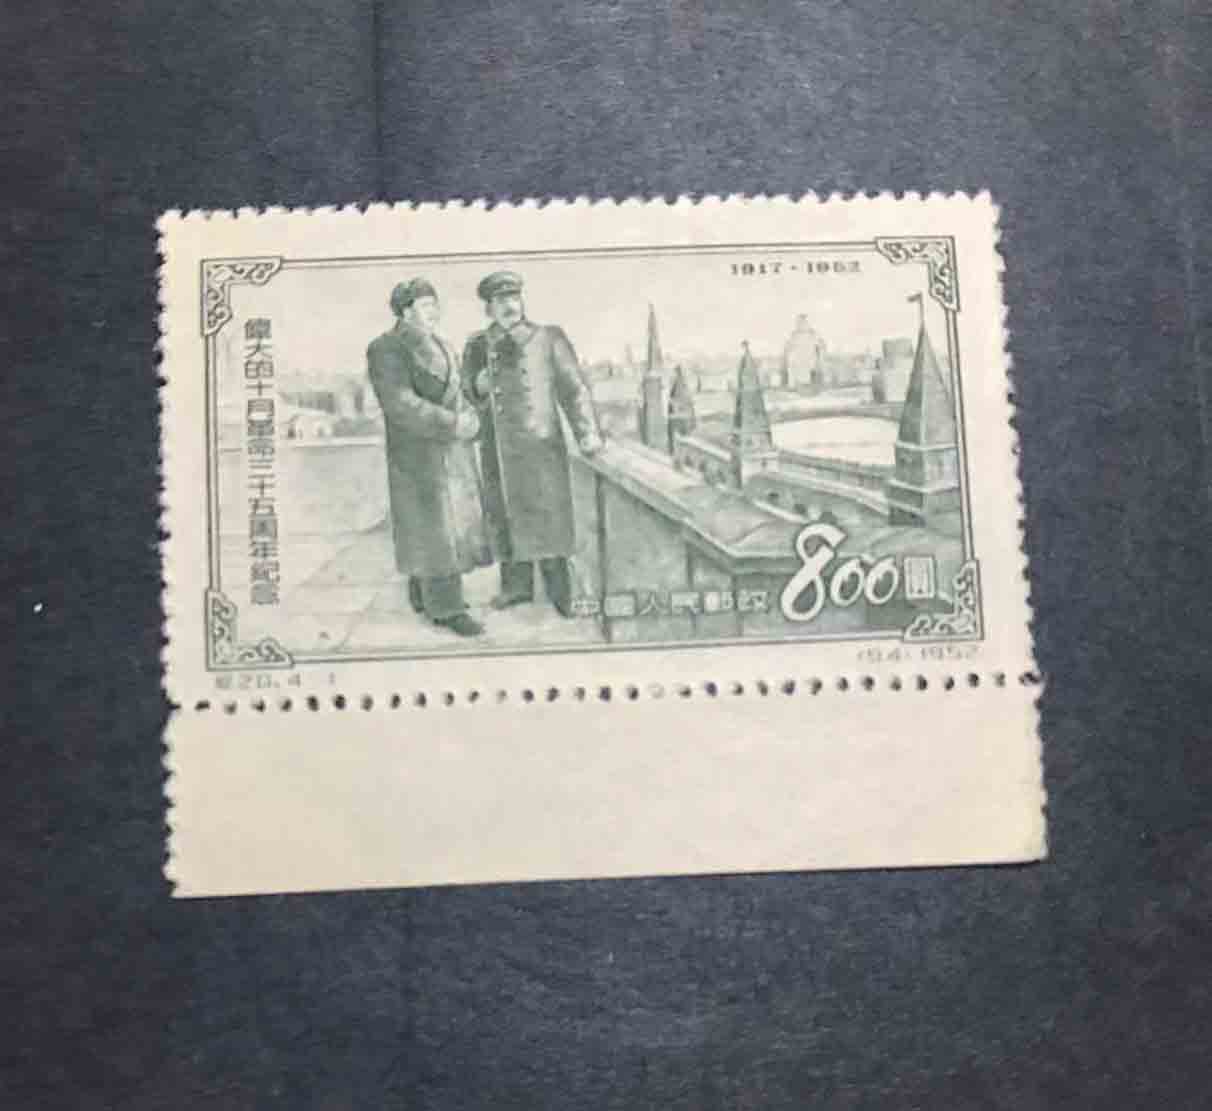 1917-1952
偉大的十月革命三十五周年紀念
中國人民郵政
800圓
紀20.4-1
(94)1952